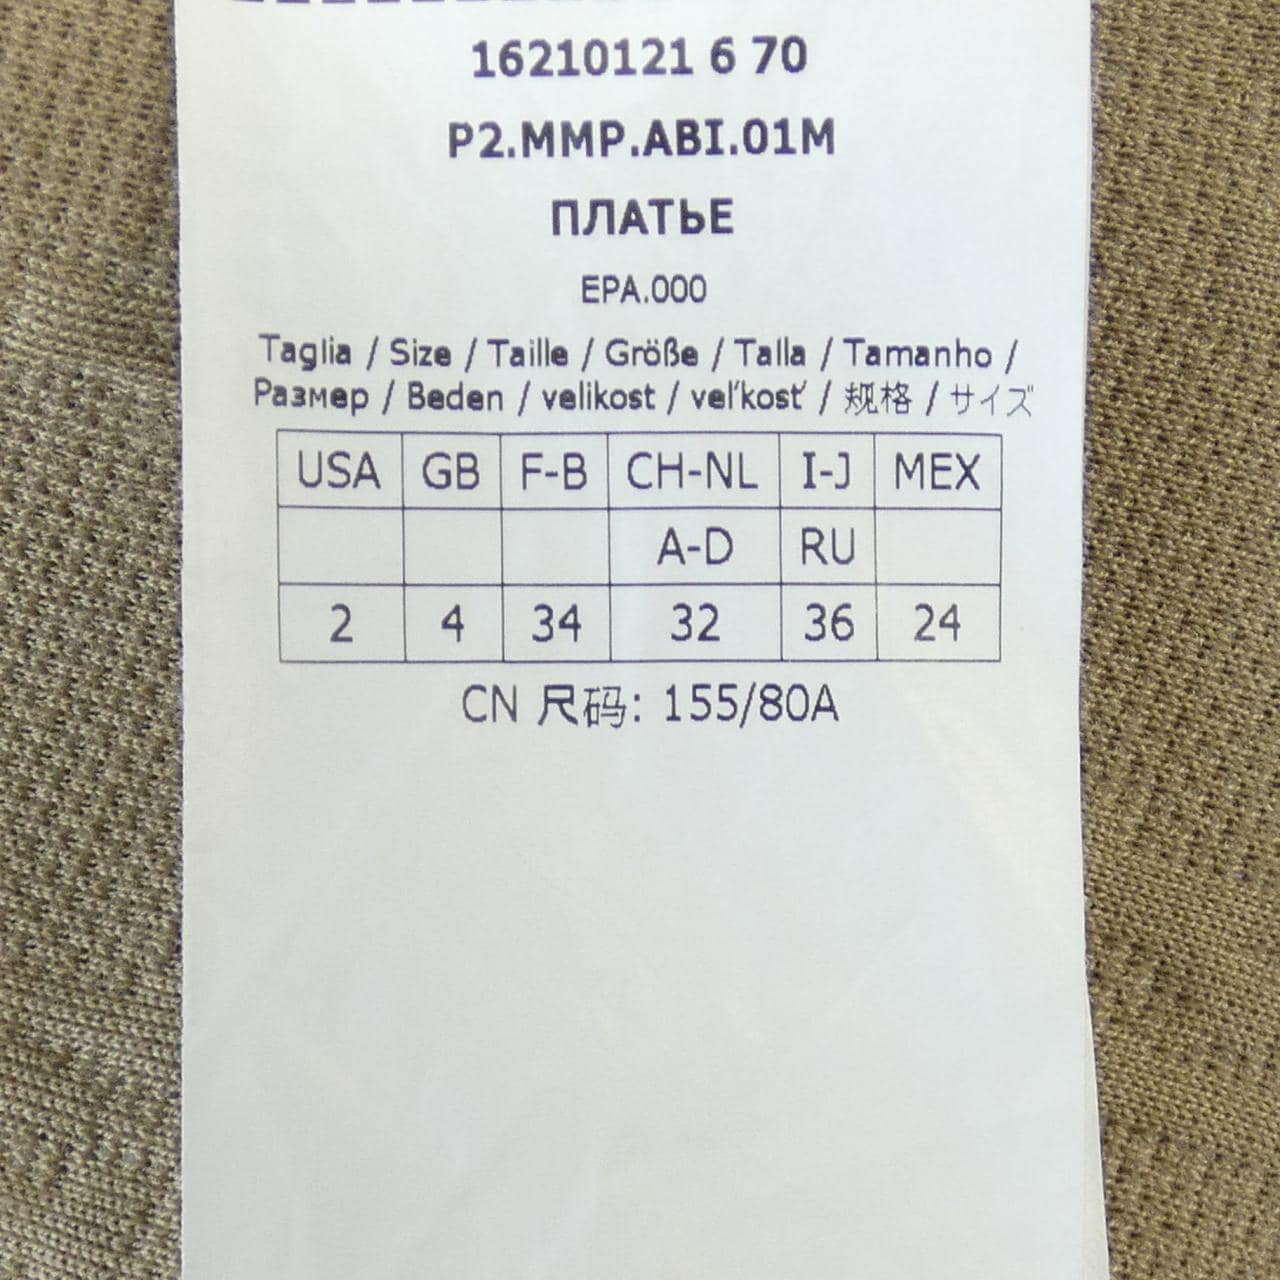 16210121 6 70
P2.MMP.ABI.01M
ПЛАТЬЕ
EPA.000
Taglia / Size / Taille / Größe / Talla / Tamanho /
Размер / Beden / velikost / veľkosť / 规格 / サイズ
USA GB F-B CH-NL I-J MEX
A-D RU
2 4 34 32 36 24
CN 尺码: 155/80A